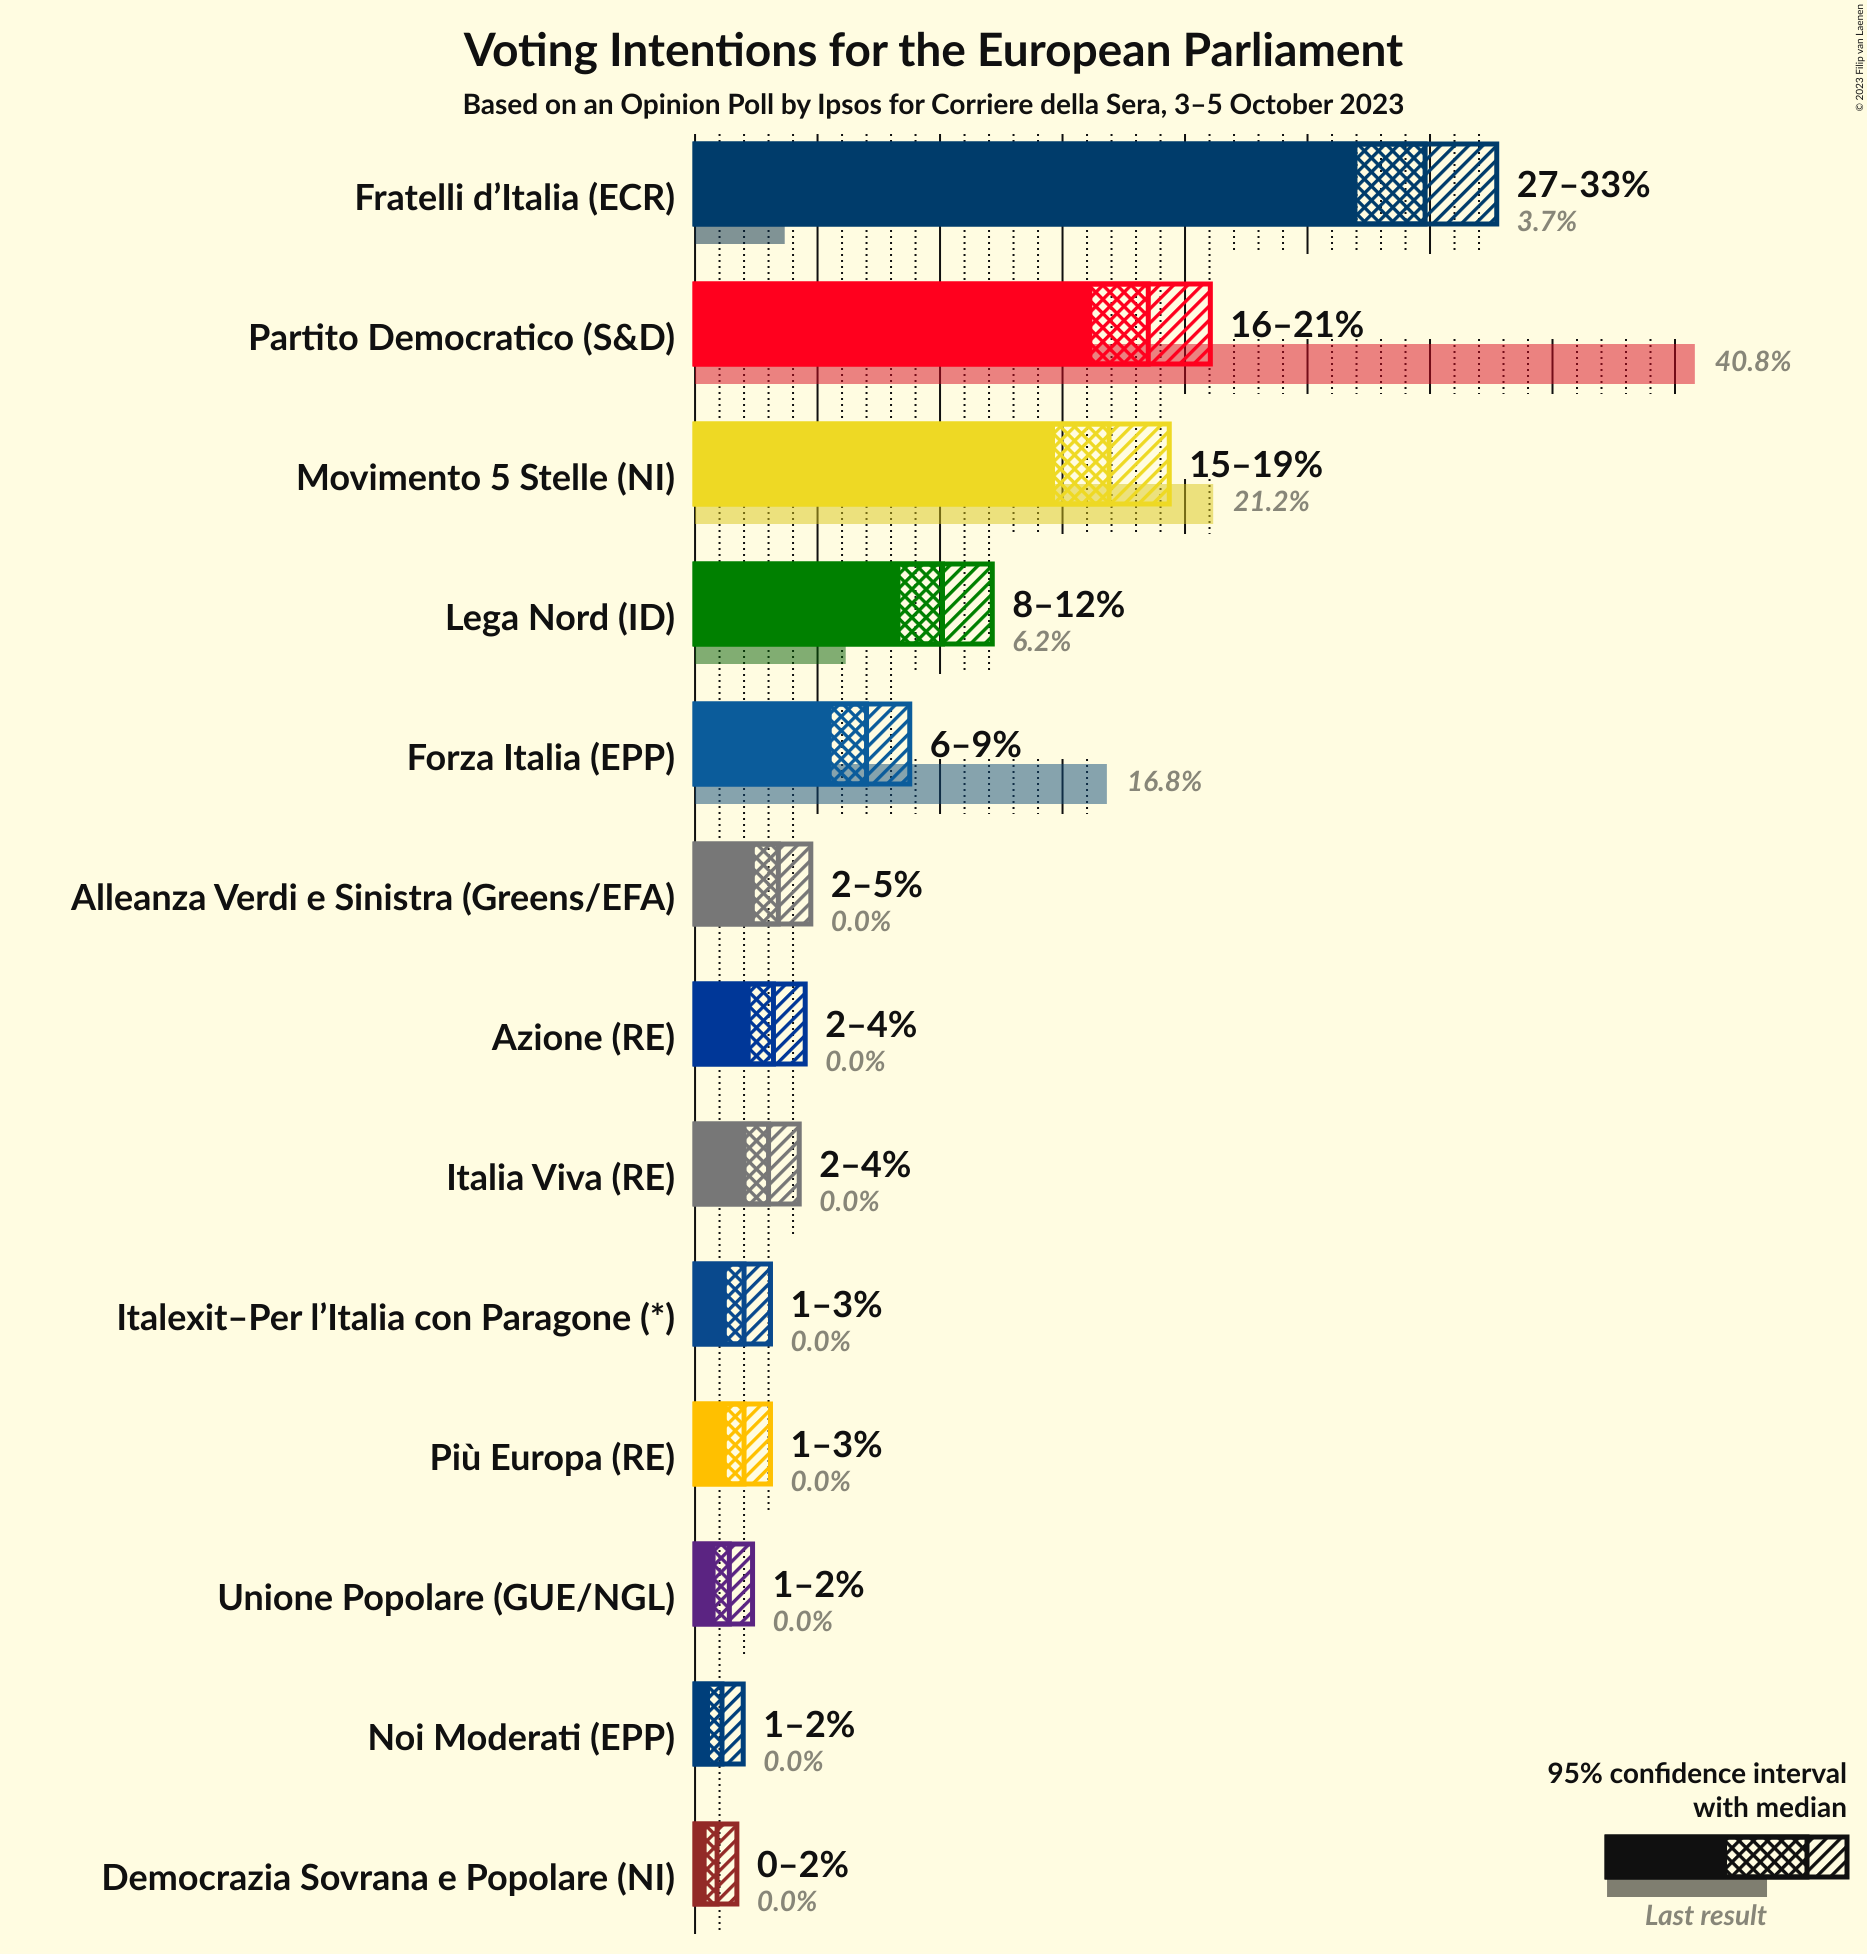 Voting Intentions for the European Parliament
Based on an Opinion Poll by Ipsos for Corriere della Sera, 3–5 October 2023
© 2023 Filip van Laenen
Fratelli d’Italia (ECR)
27–33%
3.7%
Partito Democratico (S&D)
16–21%
40.8%
Movimento 5 Stelle (NI)
15–19%
21.2%
Lega Nord (ID)
8–12%
6.2%
Forza Italia (EPP)
6–9%
16.8%
Alleanza Verdi e Sinistra (Greens/EFA)
2–5%
0.0%
Azione (RE)
2–4%
0.0%
Italia Viva (RE)
2–4%
0.0%
Italexit–Per l’Italia con Paragone (*)
1–3%
0.0%
Più Europa (RE)
1–3%
0.0%
Unione Popolare (GUE/NGL)
1–2%
0.0%
Noi Moderati (EPP)
1–2%
0.0%
Democrazia Sovrana e Popolare (NI)
0–2%
0.0%
95% confidence interval
with median
Last result